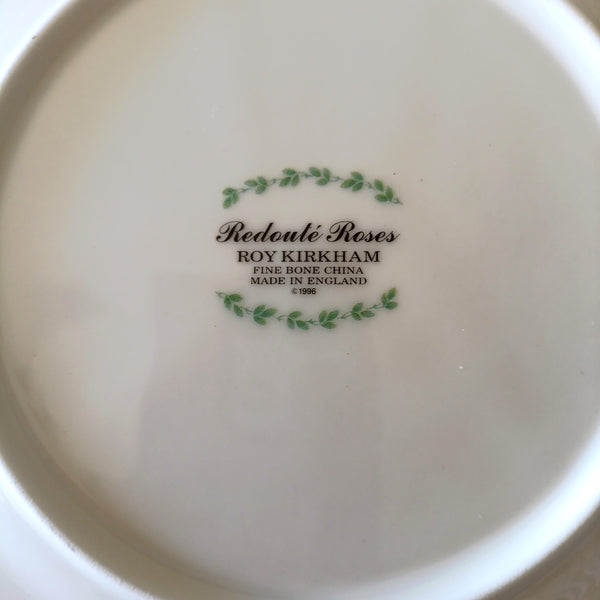 Redouté Roses
ROY KIRKHAM
FINE BONE CHINA
MADE IN ENGLAND
©1996